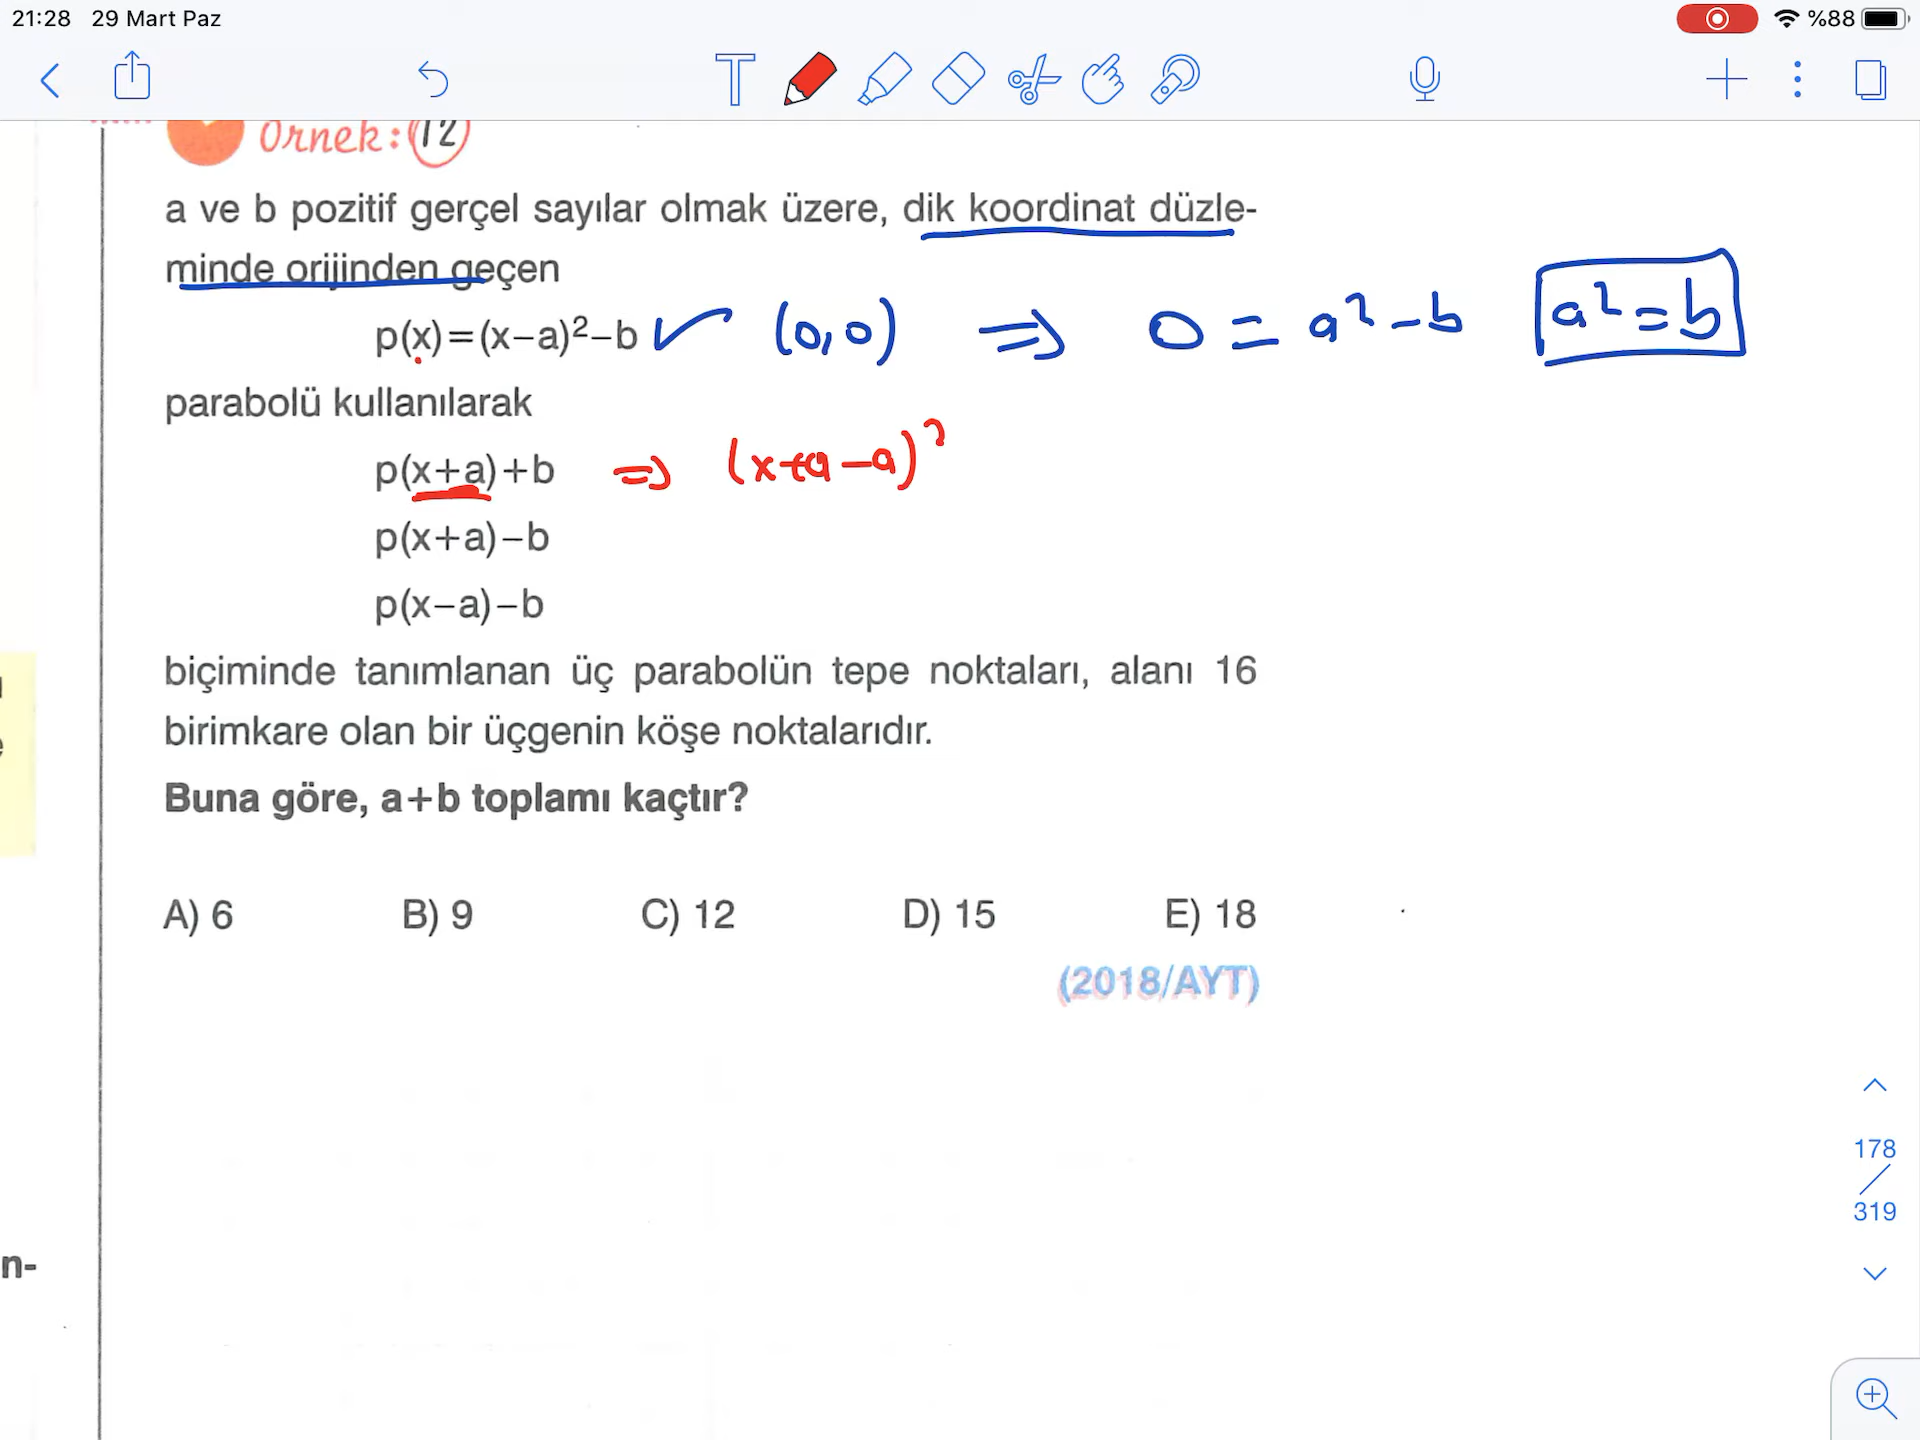 21:28 29 Mart Paz %88
Örnek: 12
a ve b pozitif gerçel sayılar olmak üzere, dik koordinat düzle-
minde orijinden geçen
p(x)=(x−a)²−b (0,0) ⇒ 0 = a²−b a²=b
parabolü kullanılarak
p(x+a)+b ⇒ (x+a−a)²
p(x+a)−b
p(x−a)−b
biçiminde tanımlanan üç parabolün tepe noktaları, alanı 16
birimkare olan bir üçgenin köşe noktalarıdır.
Buna göre, a+b toplamı kaçtır?
A) 6 B) 9 C) 12 D) 15 E) 18
(2018/AYT)
178
319
n-